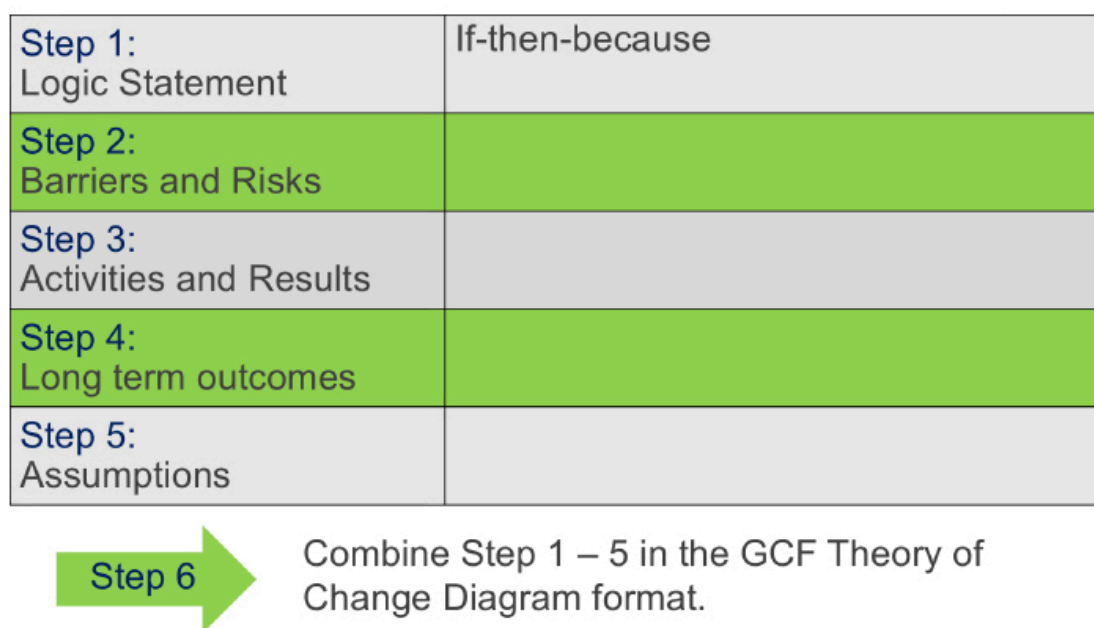 Step 1:
Logic Statement
If-then-because
Step 2:
Barriers and Risks
Step 3:
Activities and Results
Step 4:
Long term outcomes
Step 5:
Assumptions
Step 6
Combine Step 1 – 5 in the GCF Theory of
Change Diagram format.